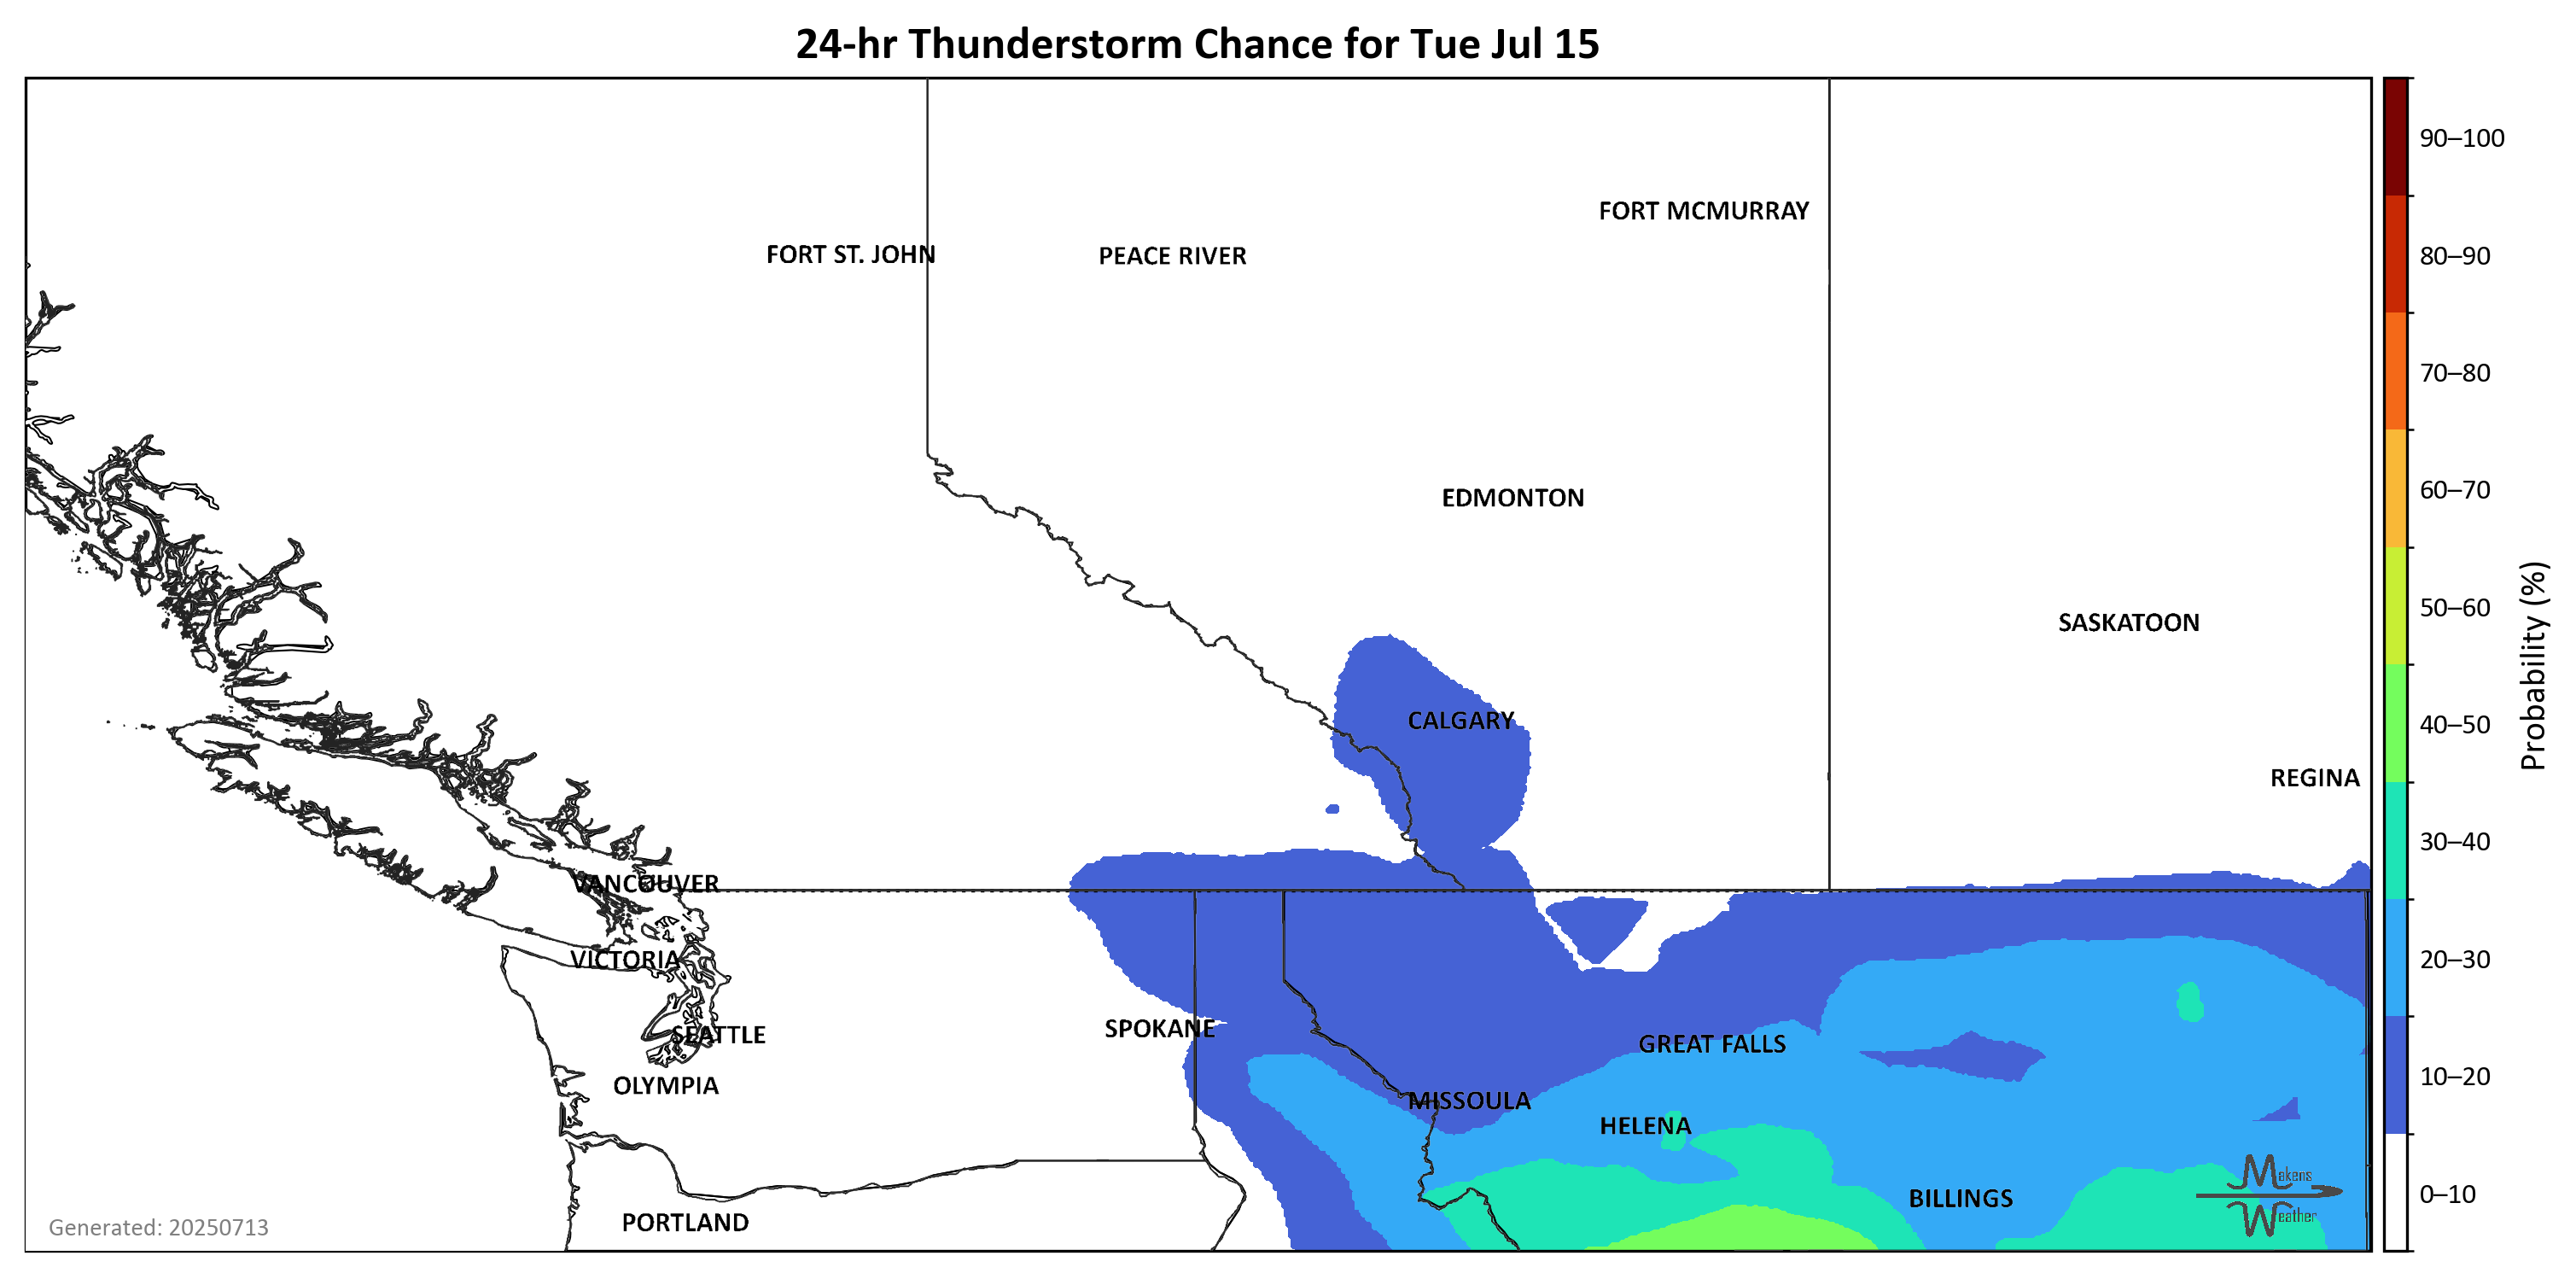 24-hr Thunderstorm Chance for Tue Jul 15
90–100
FORT MCMURRAY
FORT ST. JOHN
PEACE RIVER
80–90
70–80
60–70
EDMONTON
50–60
SASKATOON
Probability (%)
CALGARY
40–50
REGINA
30–40
VANCOUVER
VICTORIA
20–30
SPOKANE
SEATTLE
GREAT FALLS
10–20
OLYMPIA
MISSOULA
HELENA
Makens
Weather
0–10
BILLINGS
PORTLAND
Generated: 20250713